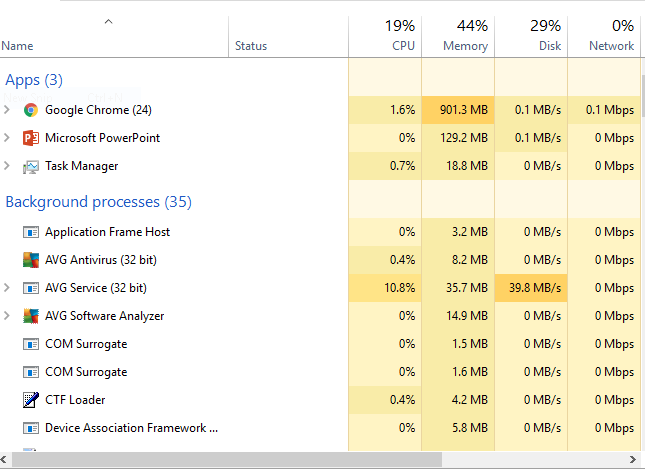 19% 44% 29% 0%
Name Status CPU Memory Disk Network
Apps (3)
Google Chrome (24) 1.6% 901.3 MB 0.1 MB/s 0.1 Mbps
Microsoft PowerPoint 0% 129.2 MB 0.1 MB/s 0 Mbps
Task Manager 0.7% 18.8 MB 0 MB/s 0 Mbps
Background processes (35)
Application Frame Host 0% 3.2 MB 0 MB/s 0 Mbps
AVG Antivirus (32 bit) 0.4% 8.2 MB 0 MB/s 0 Mbps
AVG Service (32 bit) 10.8% 35.7 MB 39.8 MB/s 0 Mbps
AVG Software Analyzer 0% 14.9 MB 0 MB/s 0 Mbps
COM Surrogate 0% 1.5 MB 0 MB/s 0 Mbps
COM Surrogate 0% 1.6 MB 0 MB/s 0 Mbps
CTF Loader 0.4% 4.2 MB 0 MB/s 0 Mbps
Device Association Framework ... 0% 5.8 MB 0 MB/s 0 Mbps